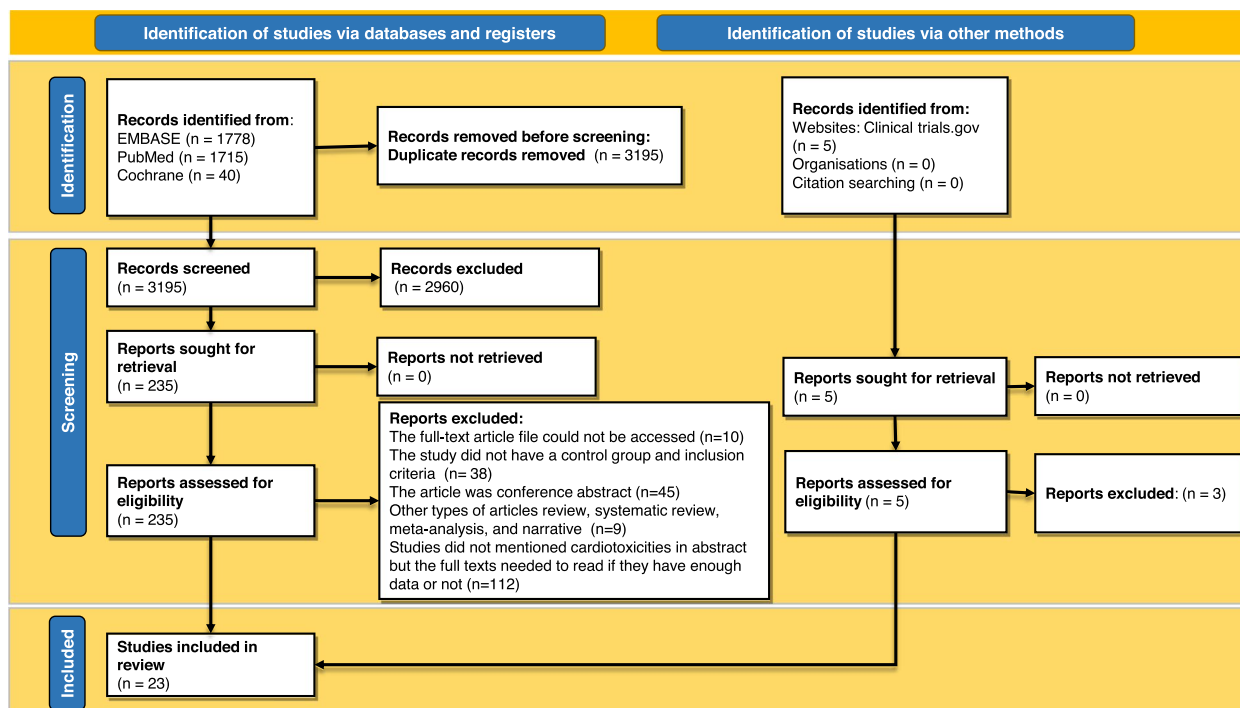 Identification of studies via databases and registers
Identification of studies via other methods
Identification
Records identified from:
EMBASE (n = 1778)
PubMed (n = 1715)
Cochrane (n = 40)
Records removed before screening:
Duplicate records removed (n = 3195)
Records identified from:
Websites: Clinical trials.gov
(n = 5)
Organisations (n = 0)
Citation searching (n = 0)
Screening
Records screened
(n = 3195)
Records excluded
(n = 2960)
Reports sought for
retrieval
(n = 235)
Reports not retrieved
(n = 0)
Reports sought for retrieval
(n = 5)
Reports not retrieved
(n = 0)
Reports assessed for
eligibility
(n = 235)
Reports excluded:
The full-text article file could not be accessed (n=10)
The study did not have a control group and inclusion
criteria (n= 38)
The article was conference abstract (n=45)
Other types of articles review, systematic review,
meta-analysis, and narrative (n=9)
Studies did not mentioned cardiotoxicities in abstract
but the full texts needed to read if they have enough
data or not (n=112)
Reports assessed for
eligibility (n = 5)
Reports excluded: (n = 3)
Included
Studies included in
review
(n = 23)